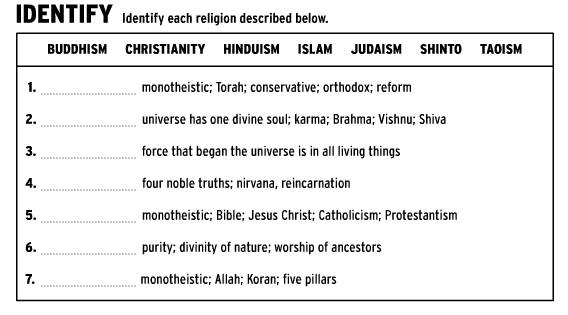 IDENTIFY Identify each religion described below.
BUDDHISM CHRISTIANITY HINDUISM ISLAM JUDAISM SHINTO TAOISM
1. monotheistic; Torah; conservative; orthodox; reform
2. universe has one divine soul; karma; Brahma; Vishnu; Shiva
3. force that began the universe is in all living things
4. four noble truths; nirvana, reincarnation
5. monotheistic; Bible; Jesus Christ; Catholicism; Protestantism
6. purity; divinity of nature; worship of ancestors
7. monotheistic; Allah; Koran; five pillars